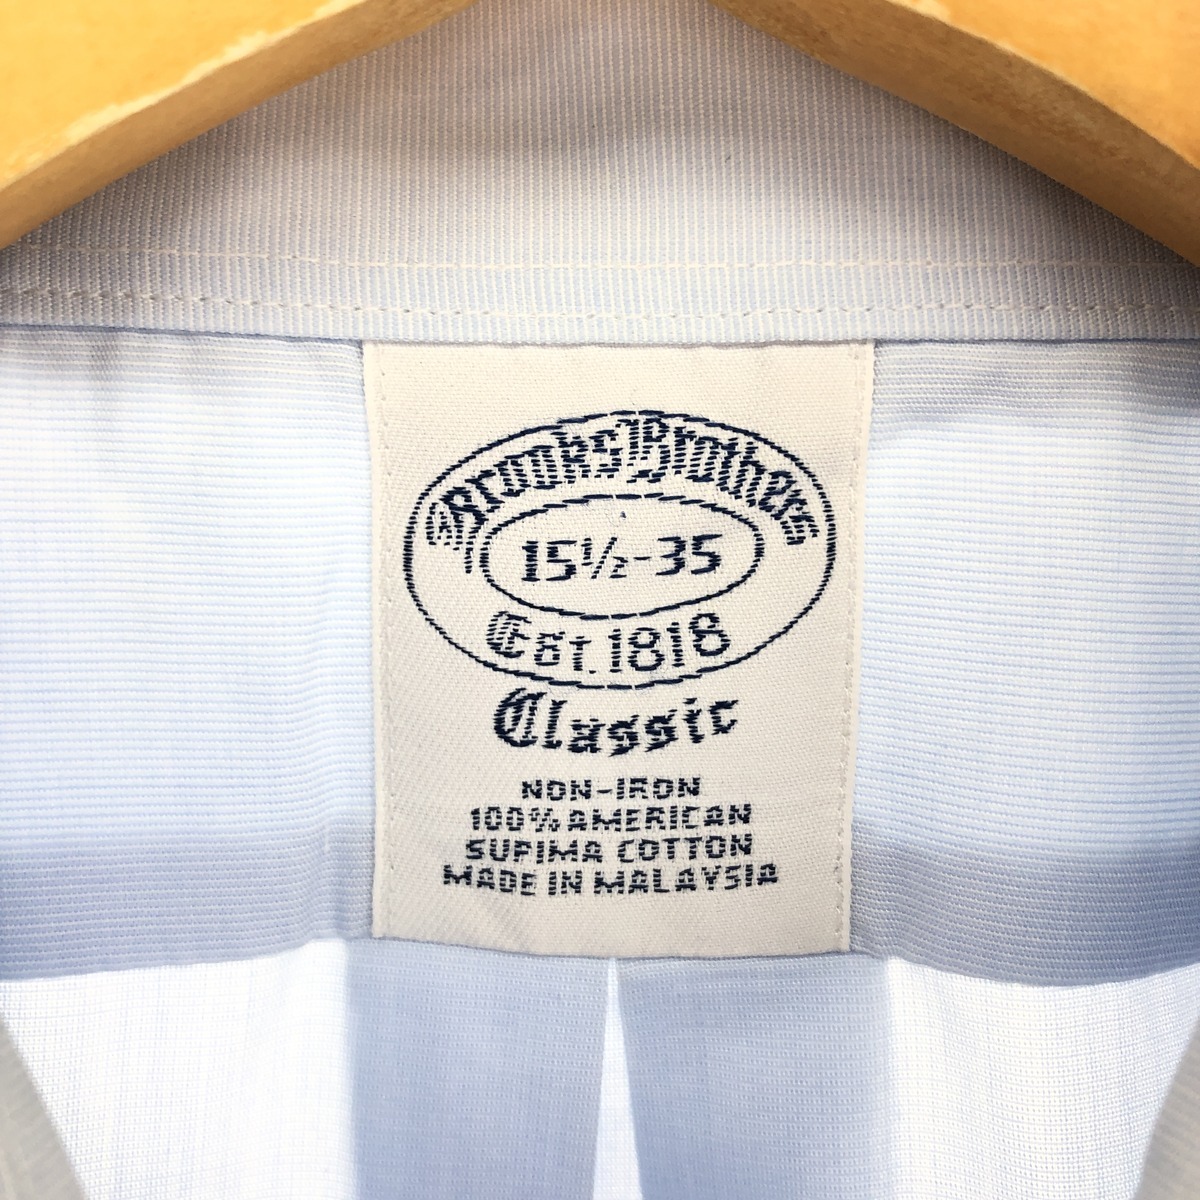 ® Brooks Brothers
15½-35
Est. 1818
Classic
NON-IRON
100% AMERICAN
SUPIMA COTTON
MADE IN MALAYSIA